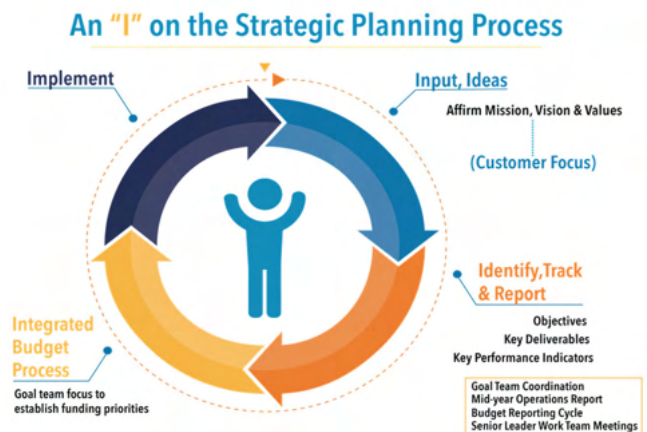 An "I" on the Strategic Planning Process
Implement
Input, Ideas
Affirm Mission, Vision & Values
(Customer Focus)
Identify,Track
& Report
Objectives
Key Deliverables
Key Performance Indicators
Goal Team Coordination
Mid-year Operations Report
Budget Reporting Cycle
Senior Leader Work Team Meetings
Integrated
Budget
Process
Goal team focus to
establish funding priorities